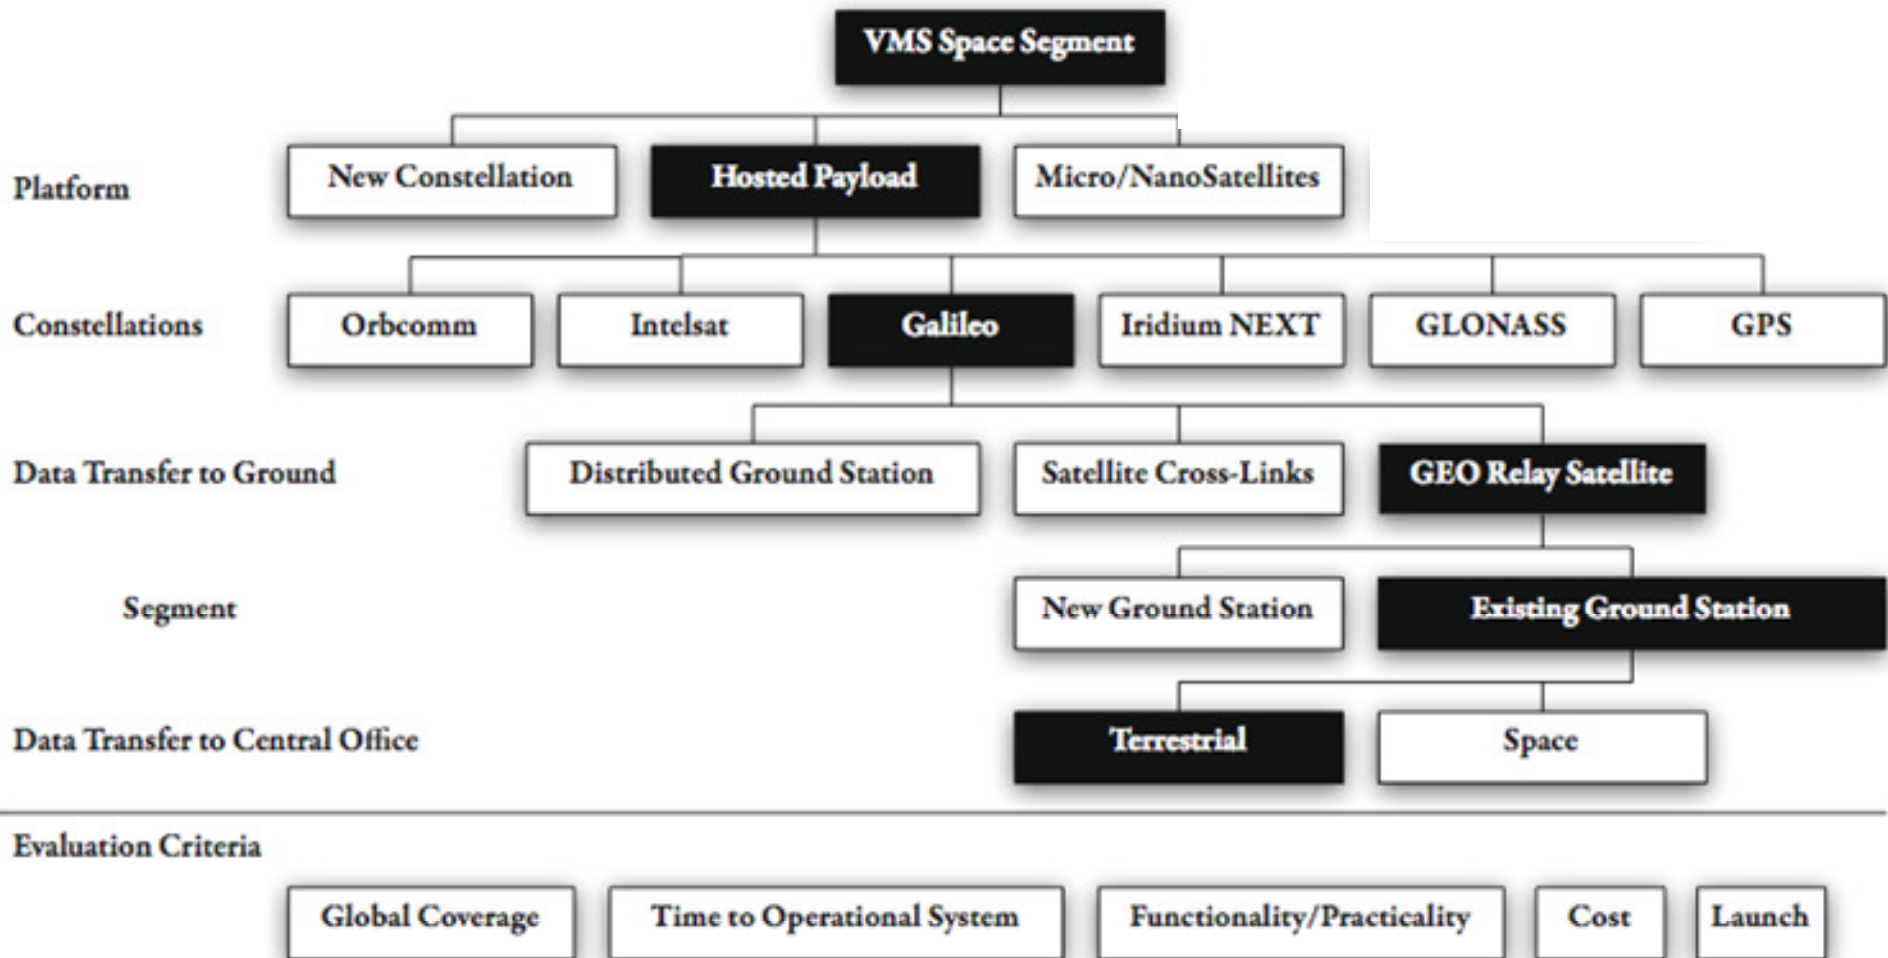 VMS Space Segment
Platform
New Constellation
Hosted Payload
Micro/NanoSatellites
Constellations
Orbcomm
Intelsat
Galileo
Iridium NEXT
GLONASS
GPS
Data Transfer to Ground
Distributed Ground Station
Satellite Cross-Links
GEO Relay Satellite
Segment
New Ground Station
Existing Ground Station
Data Transfer to Central Office
Terrestrial
Space
Evaluation Criteria
Global Coverage
Time to Operational System
Functionality/Practicality
Cost
Launch